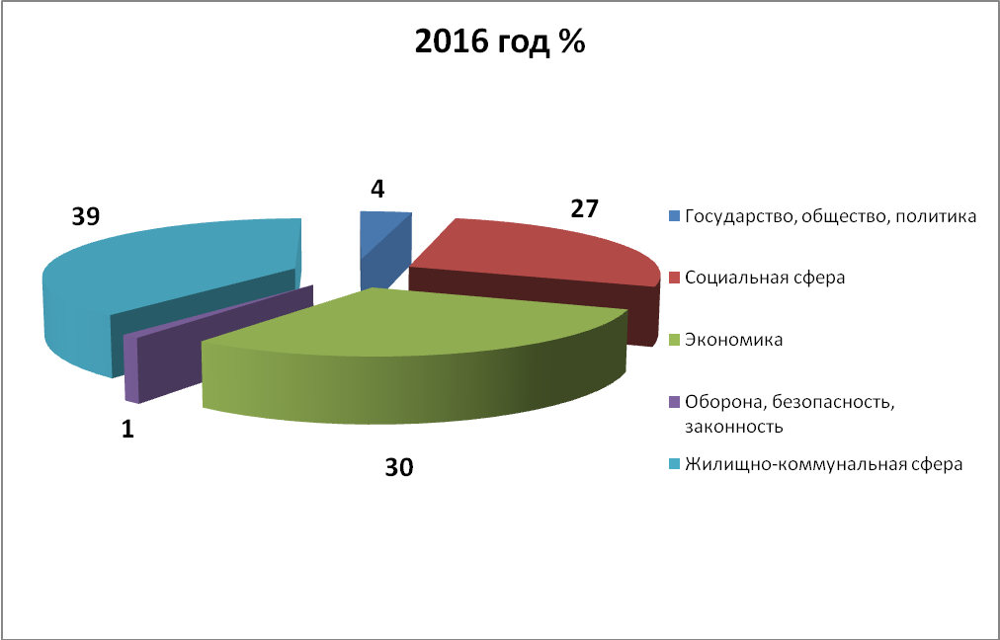 2016 год %
39
4
27
1
30
Государство, общество, политика
Социальная сфера
Экономика
Оборона, безопасность,
законность
Жилищно-коммунальная сфера